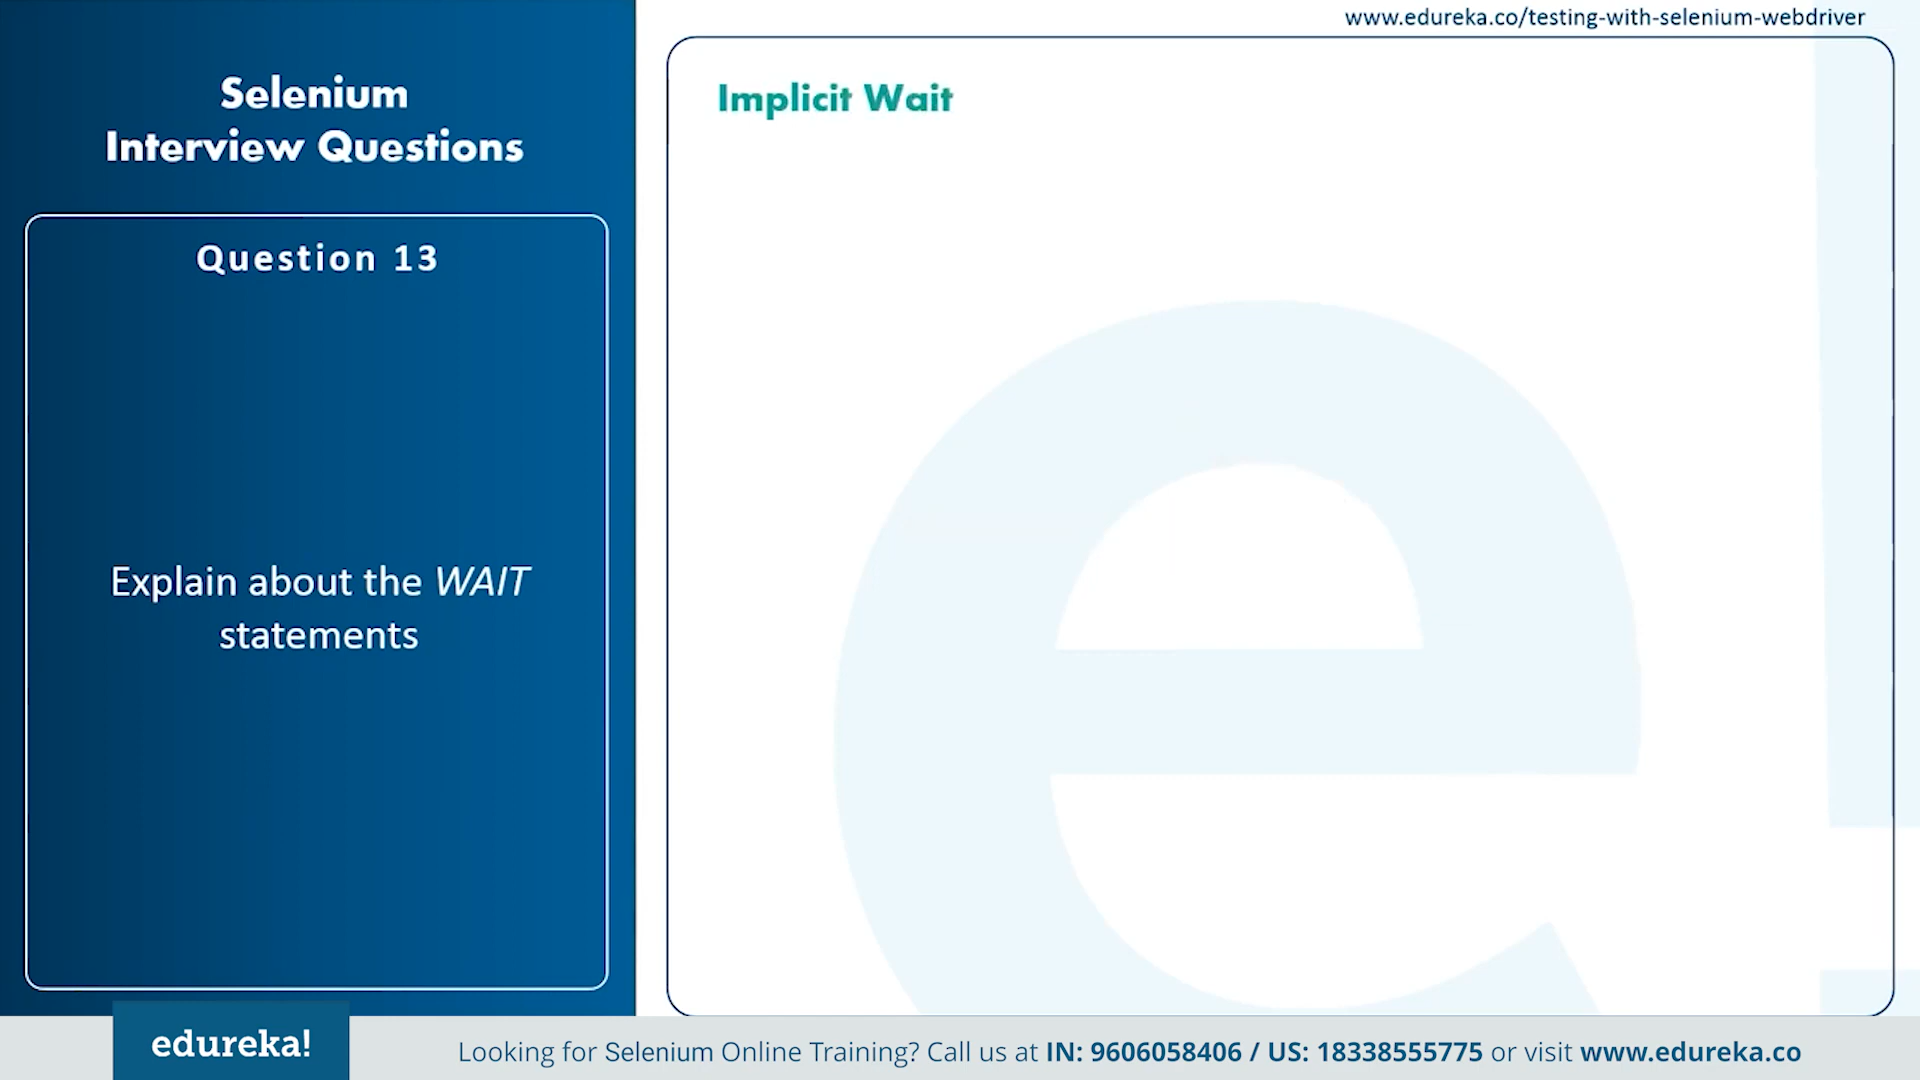 www.edureka.co/testing-with-selenium-webdriver
Selenium
Interview Questions
Question 13
Explain about the WAIT
statements
Implicit Wait
edureka!
Looking for Selenium Online Training? Call us at IN: 9606058406 / US: 18338555775 or visit www.edureka.co